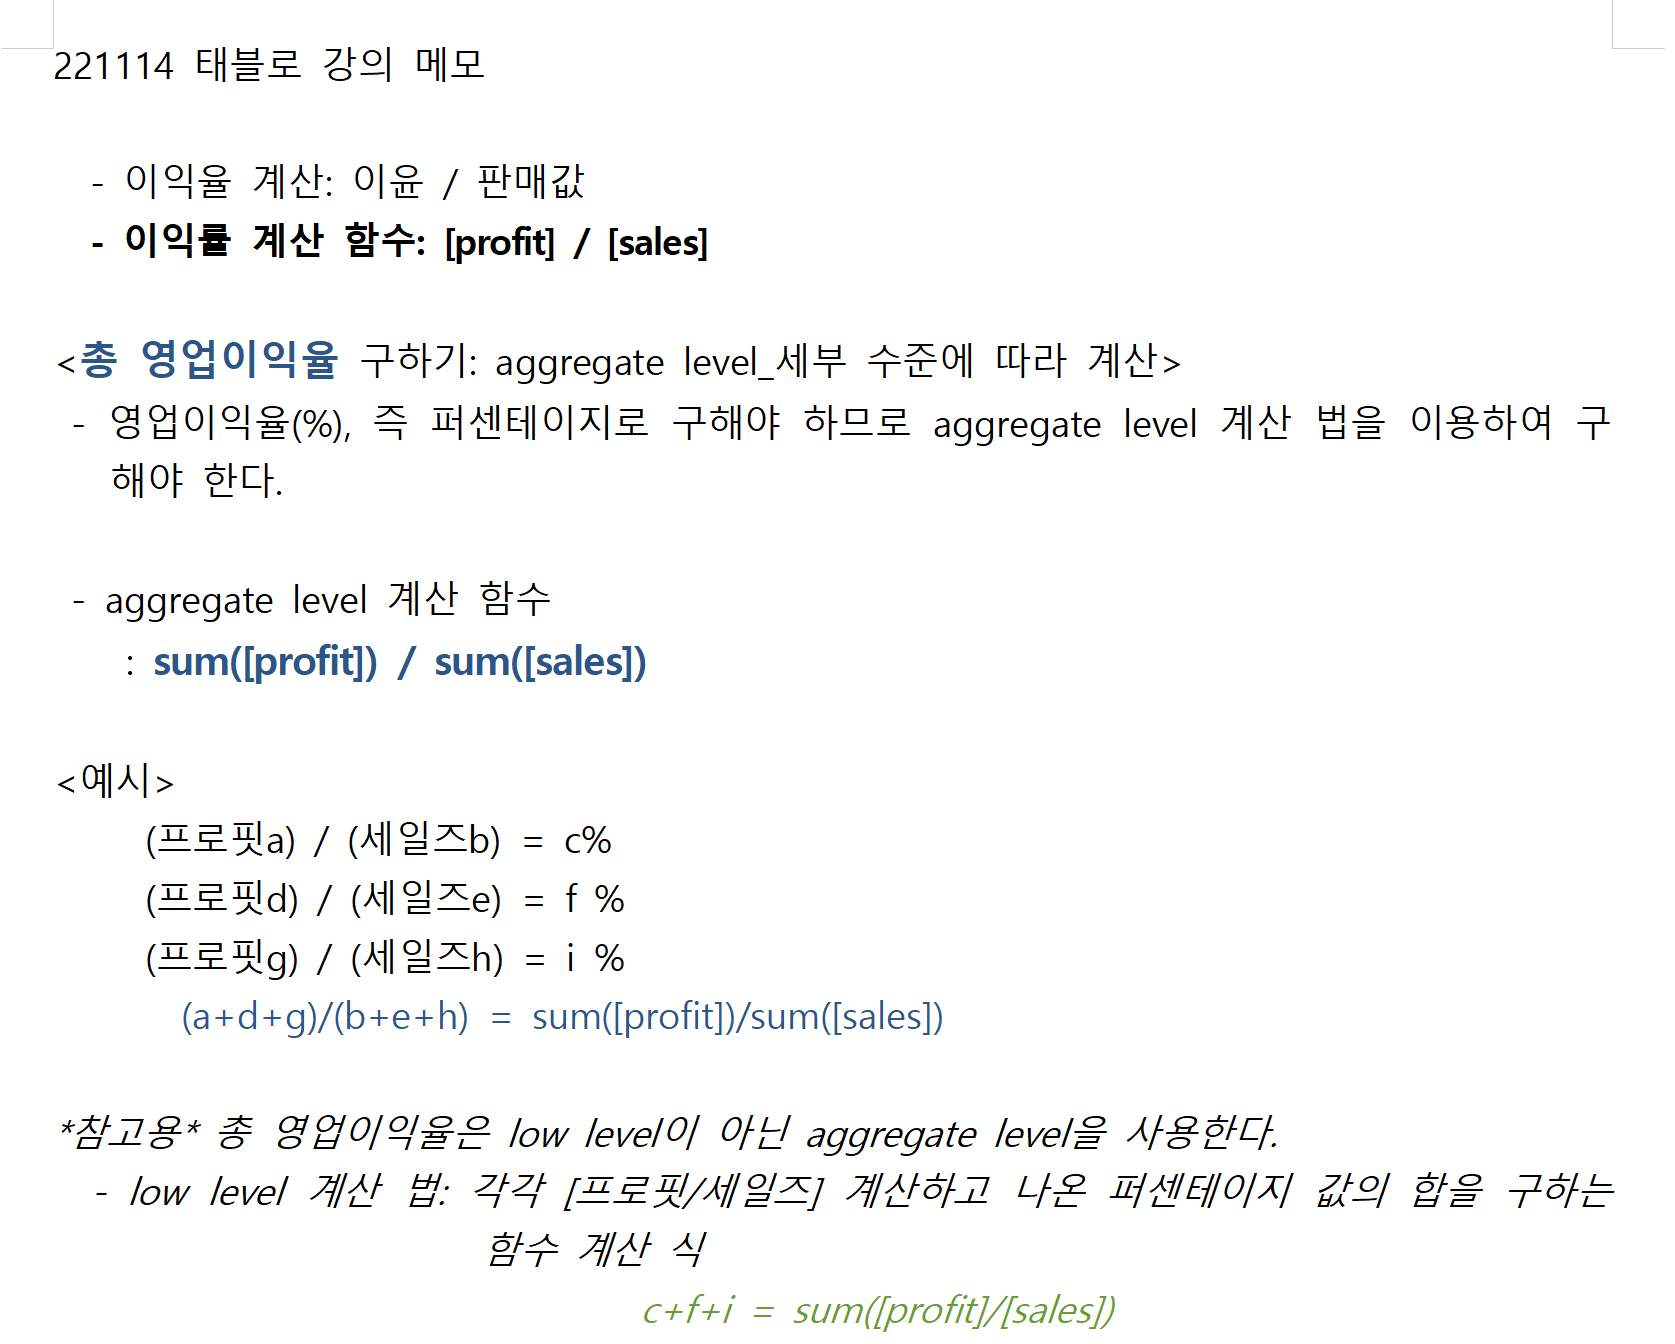 221114 태블로 강의 메모
- 이익율 계산: 이윤 / 판매값
- 이익률 계산 함수: [profit] / [sales]
<총 영업이익율 구하기: aggregate level_세부 수준에 따라 계산>
- 영업이익율(%), 즉 퍼센테이지로 구해야 하므로 aggregate level 계산 법을 이용하여 구
해야 한다.
- aggregate level 계산 함수
: sum([profit]) / sum([sales])
<예시>
(프로핏a) / (세일즈b) = c%
(프로핏d) / (세일즈e) = f %
(프로핏g) / (세일즈h) = i %
(a+d+g)/(b+e+h) = sum([profit])/sum([sales])
*참고용* 총 영업이익율은 low level이 아닌 aggregate level을 사용한다.
- low level 계산 법: 각각 [프로핏/세일즈] 계산하고 나온 퍼센테이지 값의 합을 구하는
함수 계산 식
c+f+i = sum([profit]/[sales])